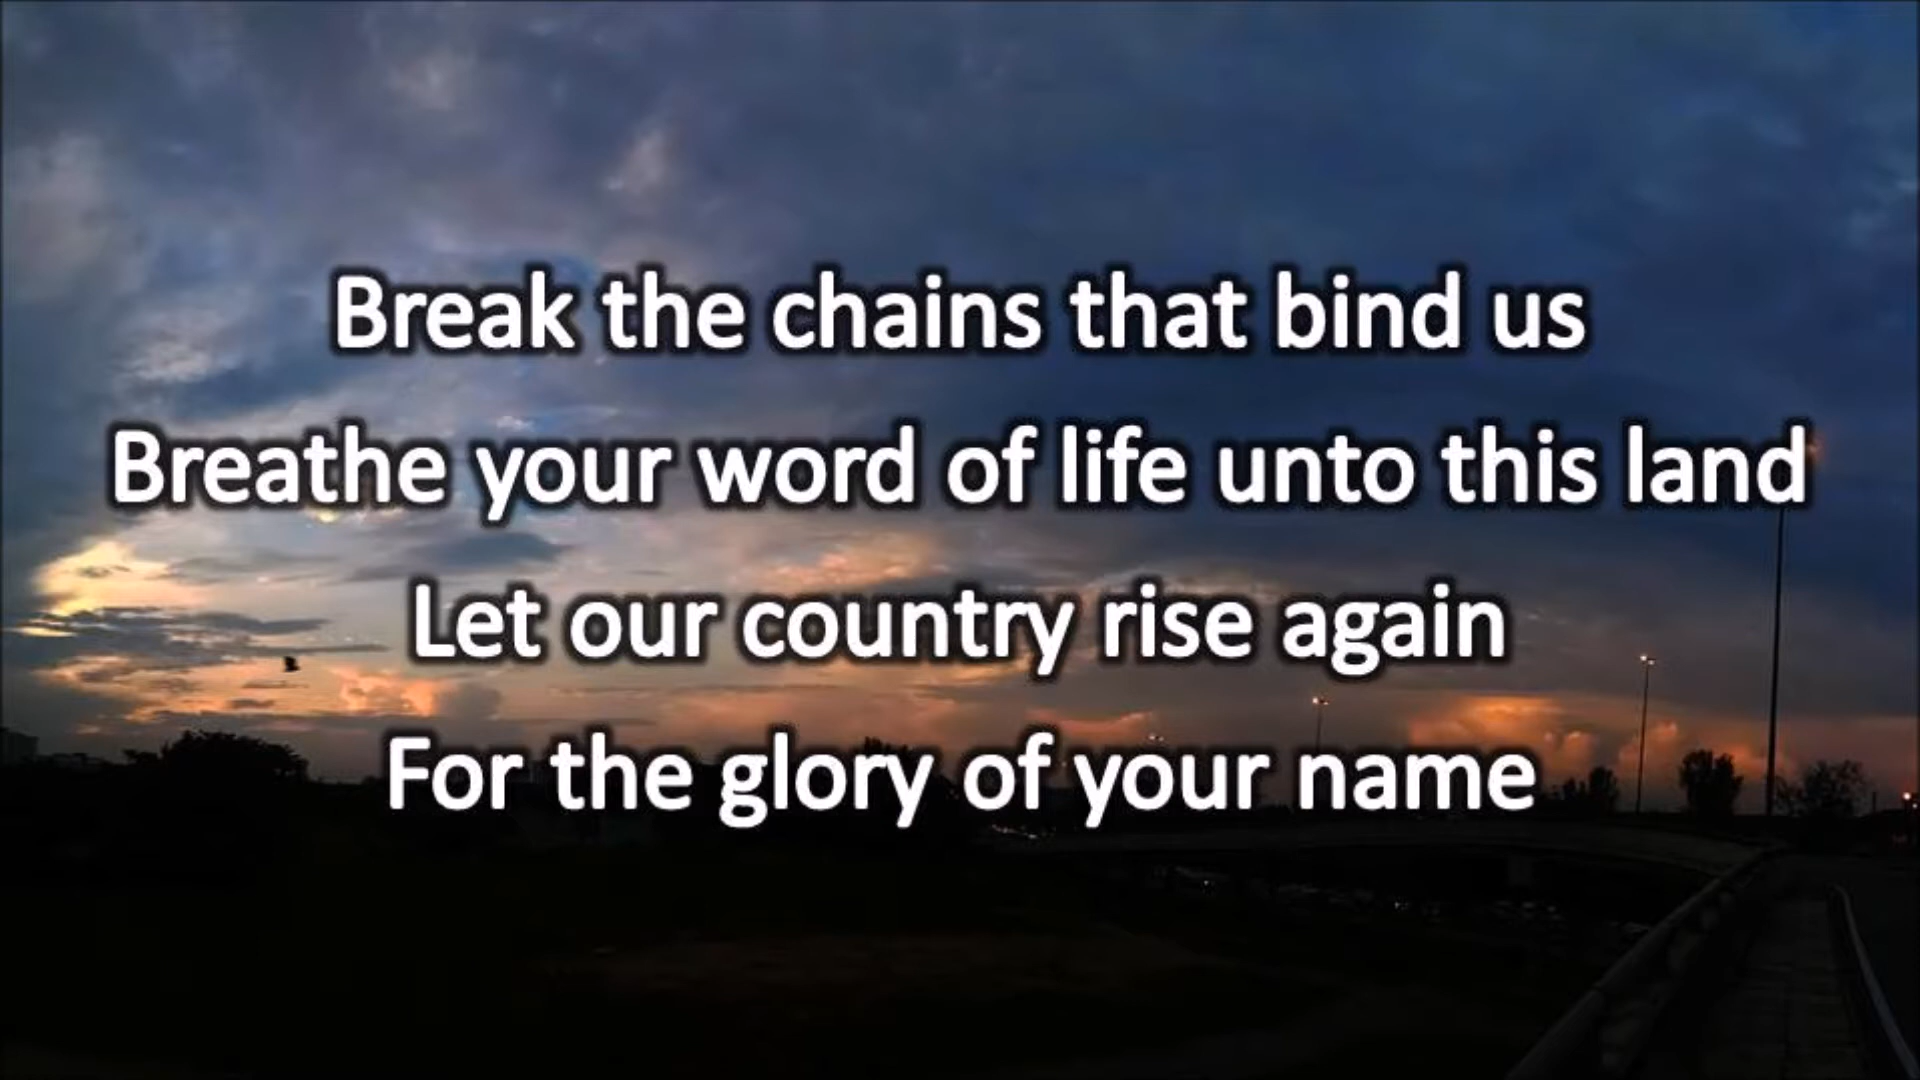 Break the chains that bind us
Breathe your word of life unto this land
Let our country rise again
For the glory of your name